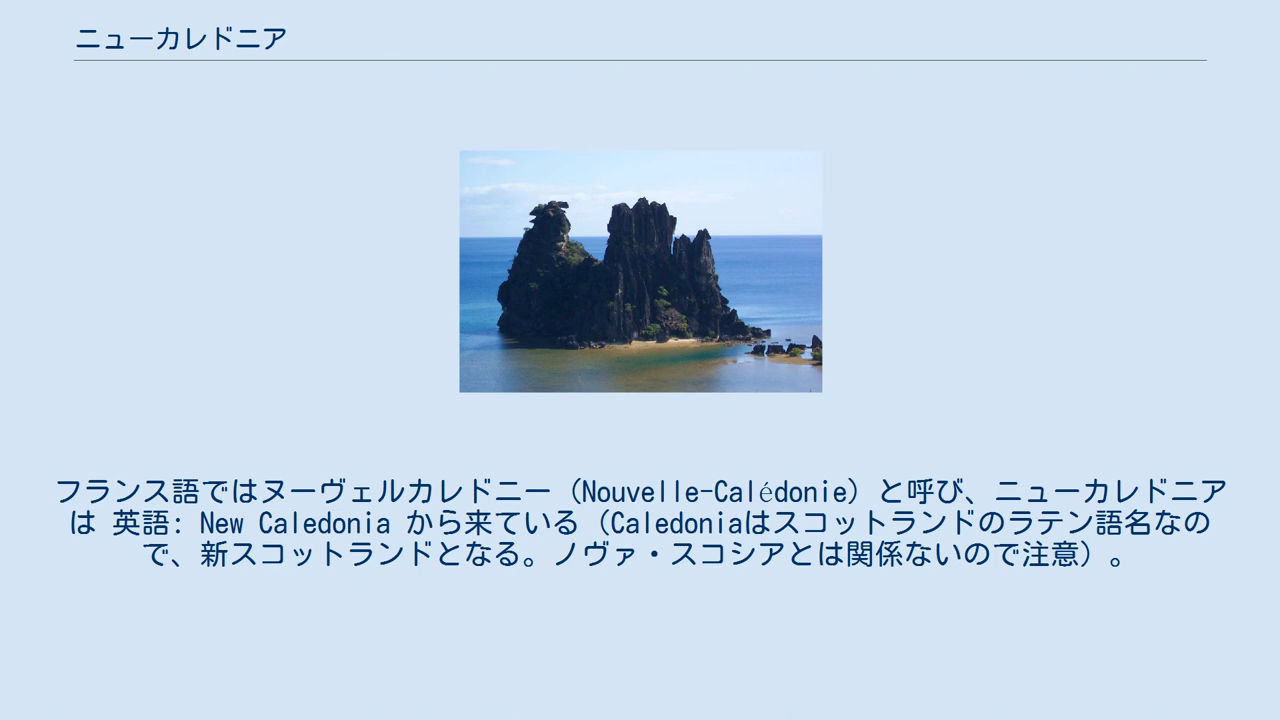 ニューカレドニア
フランス語ではヌーヴェルカレドニー（Nouvelle-Calédonie）と呼び、ニューカレドニア
は 英語: New Caledonia から来ている（Caledoniaはスコットランドのラテン語名なの
で、新スコットランドとなる。ノヴァ・スコシアとは関係ないので注意）。